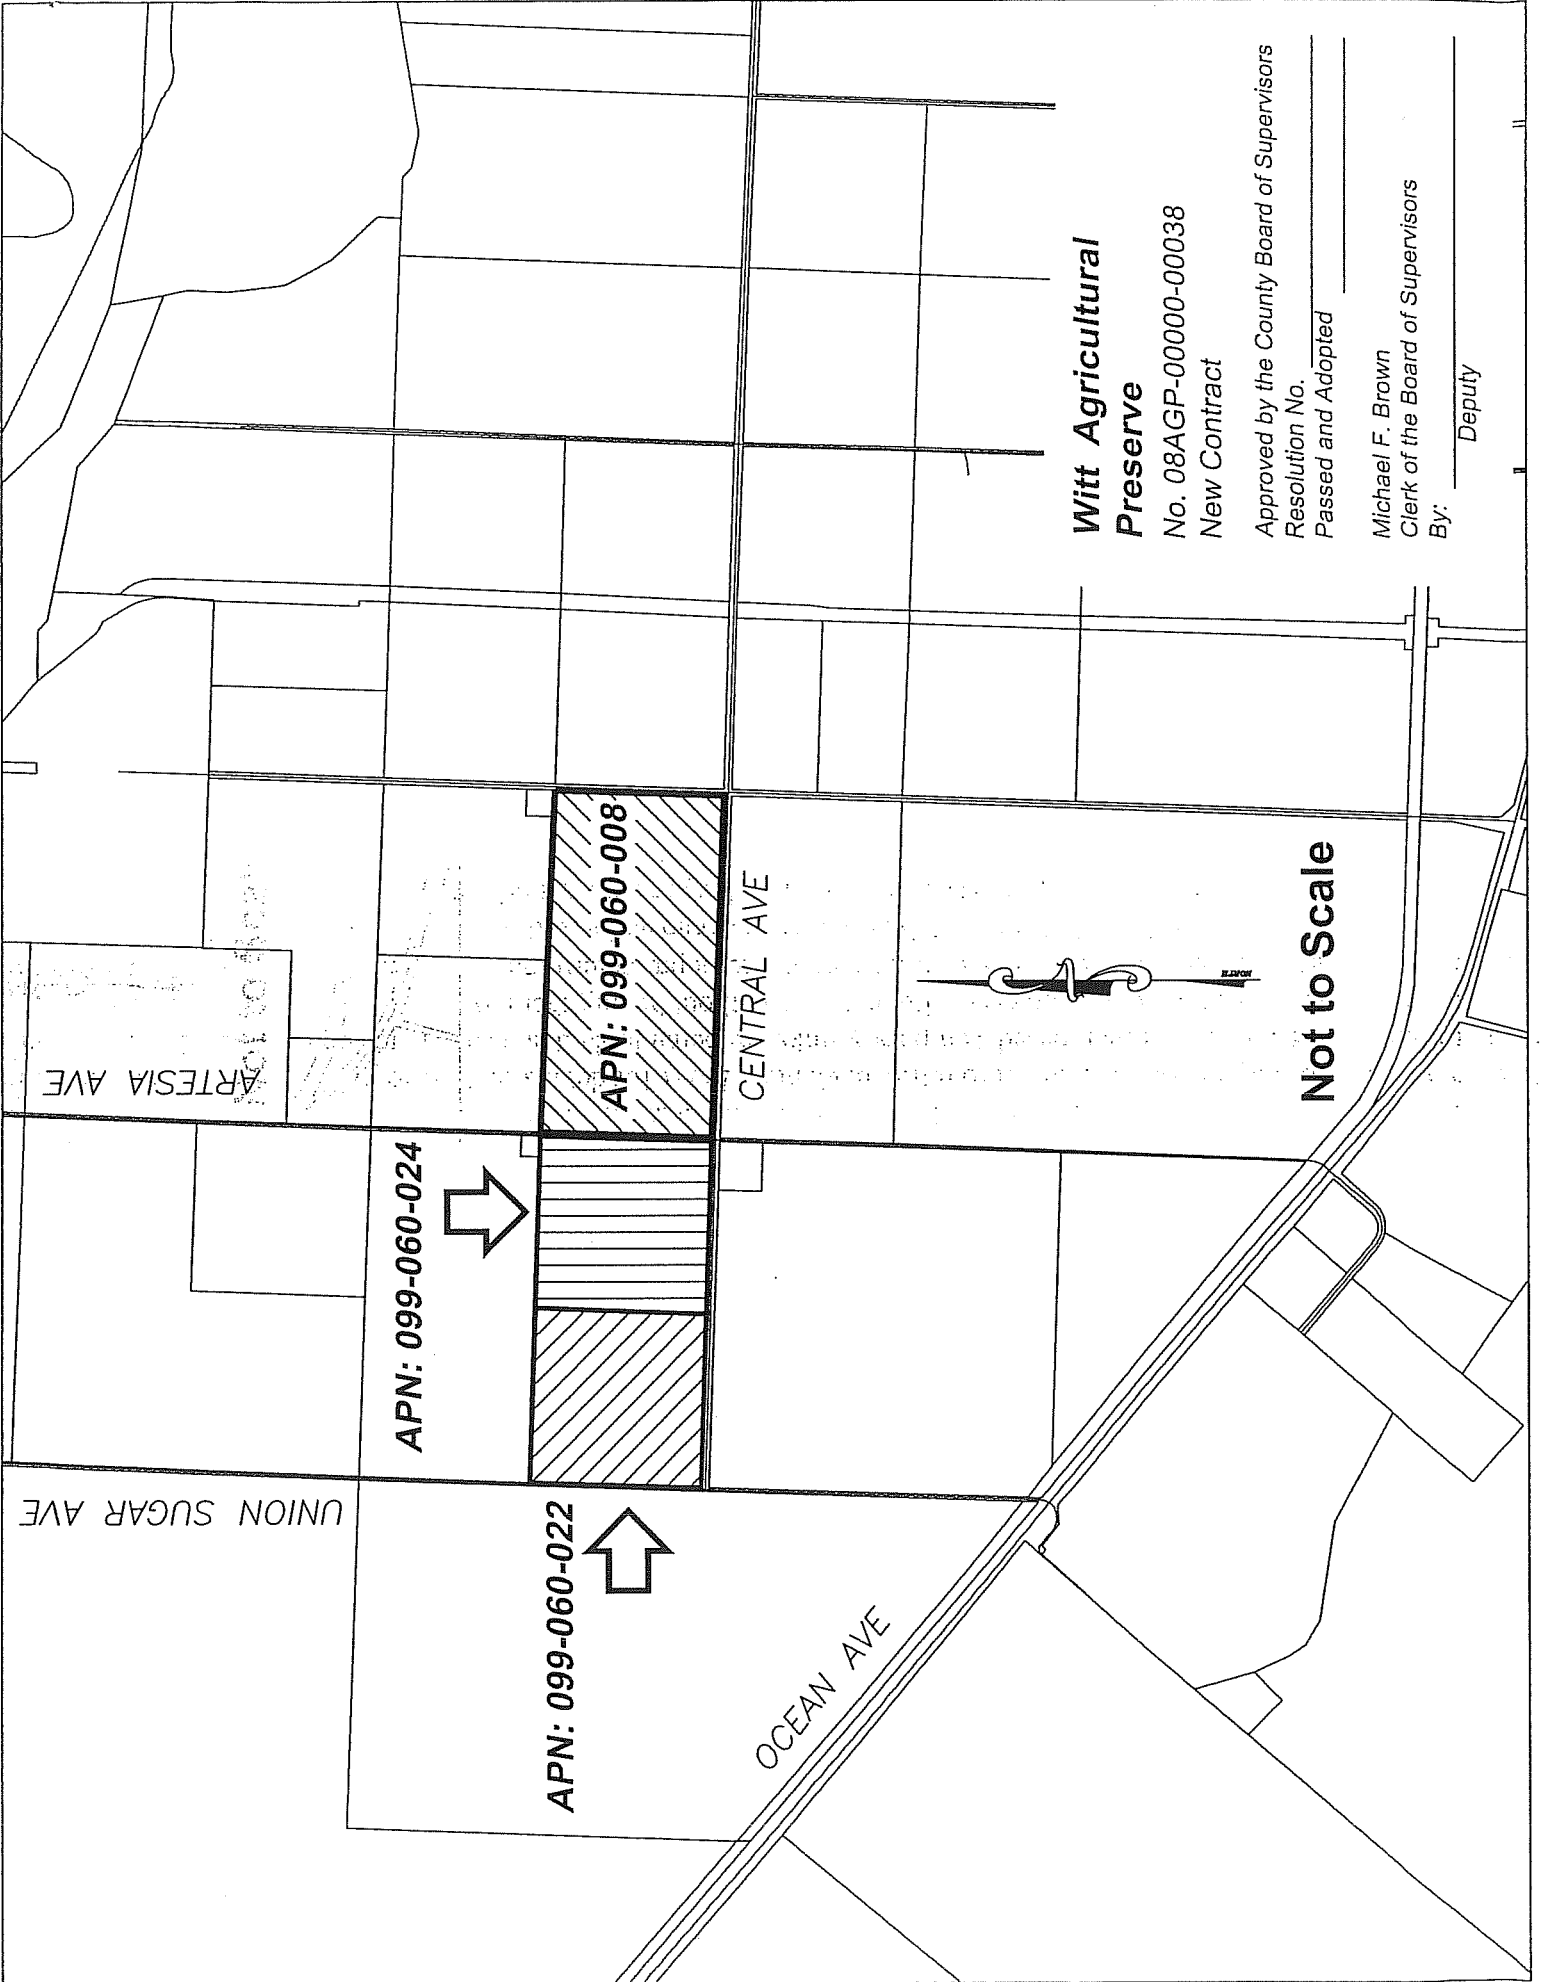 UNION SUGAR AVE
ARTESIA AVE
APN: 099-060-024
APN: 099-060-022
APN: 099-060-008
CENTRAL AVE
OCEAN AVE
NORTH
Not to Scale
Witt Agricultural
Preserve
No. 08AGP-00000-00038
New Contract
Approved by the County Board of Supervisors
Resolution No.
Passed and Adopted
Michael F. Brown
Clerk of the Board of Supervisors
By:
Deputy